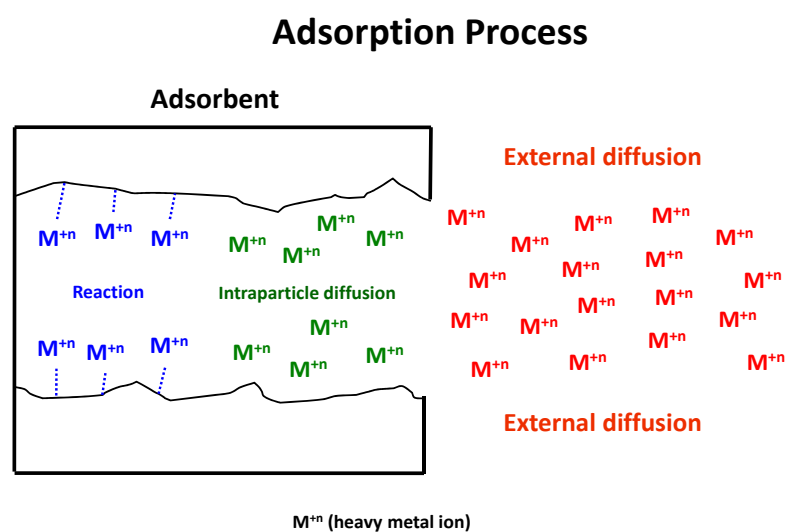 Adsorption Process
Adsorbent
External diffusion
M⁺ⁿ M⁺ⁿ M⁺ⁿ
M⁺ⁿ M⁺ⁿ M⁺ⁿ M⁺ⁿ
M⁺ⁿ M⁺ⁿ M⁺ⁿ
M⁺ⁿ M⁺ⁿ
M⁺ⁿ M⁺ⁿ M⁺ⁿ
M⁺ⁿ M⁺ⁿ M⁺ⁿ M⁺ⁿ
Reaction
Intraparticle diffusion
M⁺ⁿ M⁺ⁿ
M⁺ⁿ M⁺ⁿ M⁺ⁿ
M⁺ⁿ M⁺ⁿ M⁺ⁿ
M⁺ⁿ M⁺ⁿ M⁺ⁿ M⁺ⁿ
M⁺ⁿ
M⁺ⁿ M⁺ⁿ M⁺ⁿ
External diffusion
M⁺ⁿ (heavy metal ion)